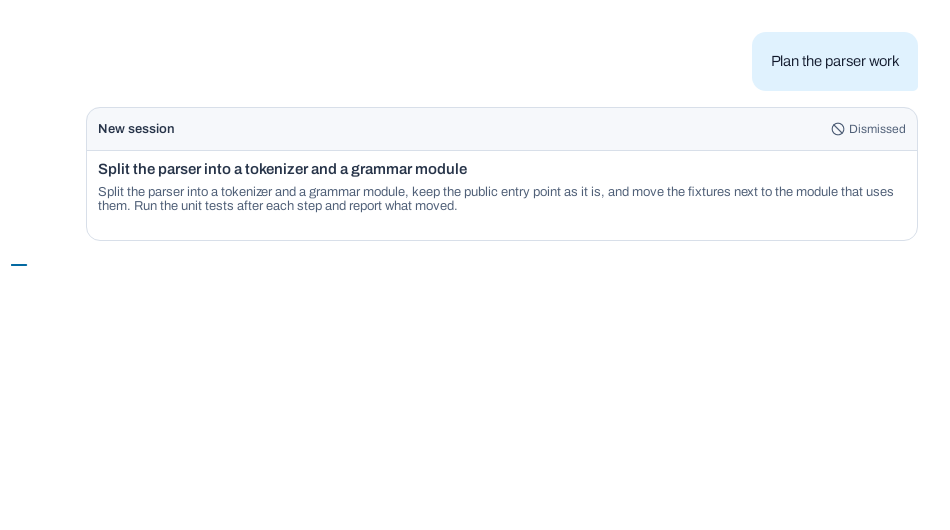 Plan the parser work
New session
Dismissed
Split the parser into a tokenizer and a grammar module
Split the parser into a tokenizer and a grammar module, keep the public entry point as it is, and move the fixtures next to the module that uses
them. Run the unit tests after each step and report what moved.